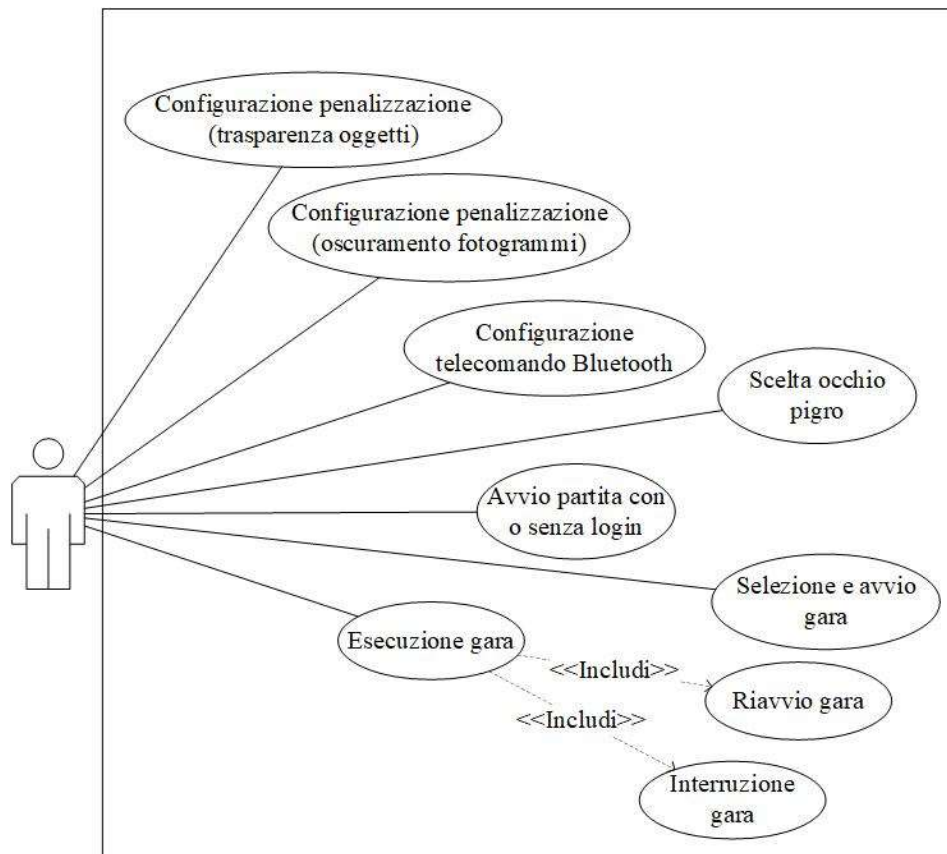 Configurazione penalizzazione
(trasparenza oggetti)
Configurazione penalizzazione
(oscuramento fotogrammi)
Configurazione
telecomando Bluetooth
Scelta occhio
pigro
Avvio partita con
o senza login
Selezione e avvio
gara
Esecuzione gara
<<Includi>>
Riavvio gara
<<Includi>>
Interruzione
gara